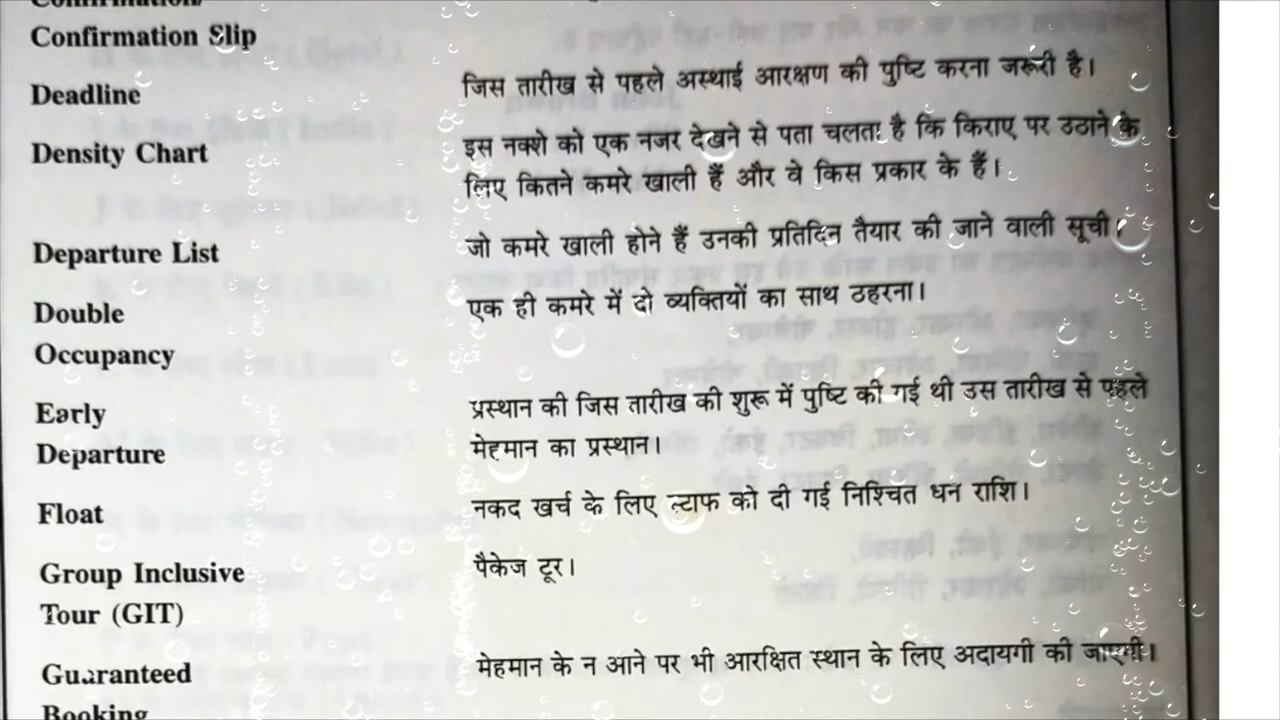 Confirmation Slip
Deadline जिस तारीख से पहले अस्थाई आरक्षण की पुष्टि करना जरूरी है।
Density Chart इस नक्शे को एक नजर देखने से पता चलता है कि किराए पर उठाने के
लिए कितने कमरे खाली हैं और वे किस प्रकार के हैं।
Departure List जो कमरे खाली होने हैं उनकी प्रतिदिन तैयार की जाने वाली सूची।
Double एक ही कमरे में दो व्यक्तियों का साथ ठहरना।
Occupancy
Early प्रस्थान की जिस तारीख की शुरू में पुष्टि की गई थी उस तारीख से पहले
Departure मेहमान का प्रस्थान।
Float नकद खर्च के लिए स्टाफ को दी गई निश्चित धन राशि।
Group Inclusive पैकेज टूर।
Tour (GIT)
Guaranteed मेहमान के न आने पर भी आरक्षित स्थान के लिए अदायगी की जाएगी।
Booking